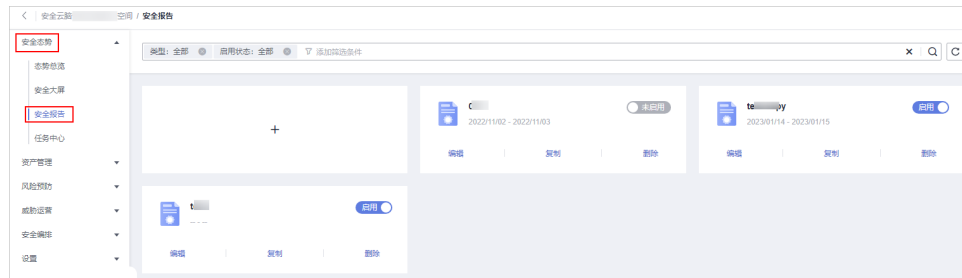 安全云脑 空间 / 安全报告
安全态势
态势总览
安全大屏
安全报告
任务中心
资产管理
风险预防
威胁运营
安全编排
设置
类型: 全部 启用状态: 全部 添加筛选条件
未启用
2022/11/02 - 2022/11/03
编辑 复制 删除
te py 启用
2023/01/14 - 2023/01/15
编辑 复制 删除
启用
编辑 复制 删除